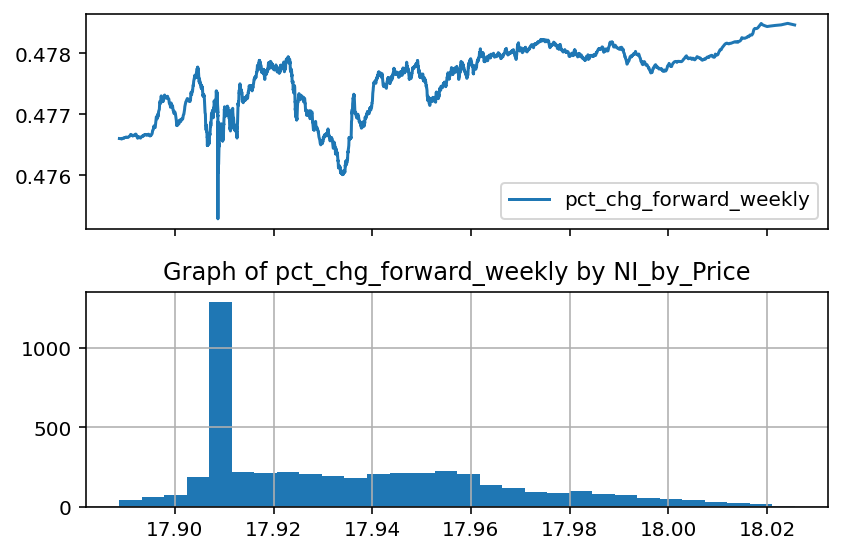 0.478
0.477
0.476
pct_chg_forward_weekly
Graph of pct_chg_forward_weekly by NI_by_Price
1000
500
0
17.90 17.92 17.94 17.96 17.98 18.00 18.02